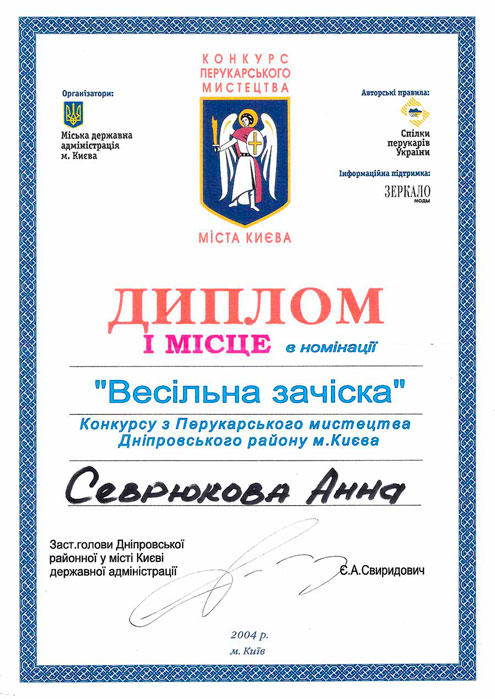 КОНКУРС
ПЕРУКАРСЬКОГО
МИСТЕЦТВА
Організатори:
Міська державна
адміністрація
м. Києва
Авторські правила:
Спілки
перукарів
України
Інформаційна підтримка:
ЗЕРКАЛО
МОДЫ
МІСТА КИЄВА
ДИПЛОМ
І МІСЦЕ в номінації
"Весільна зачіска"
Конкурсу з Перукарського мистецтва
Дніпровського району м.Києва
Севрюкова Анна
Заст.голови Дніпровської
районної у місті Києві
державної адміністрації
Є.А.Свиридович
2004 р.
м. Київ